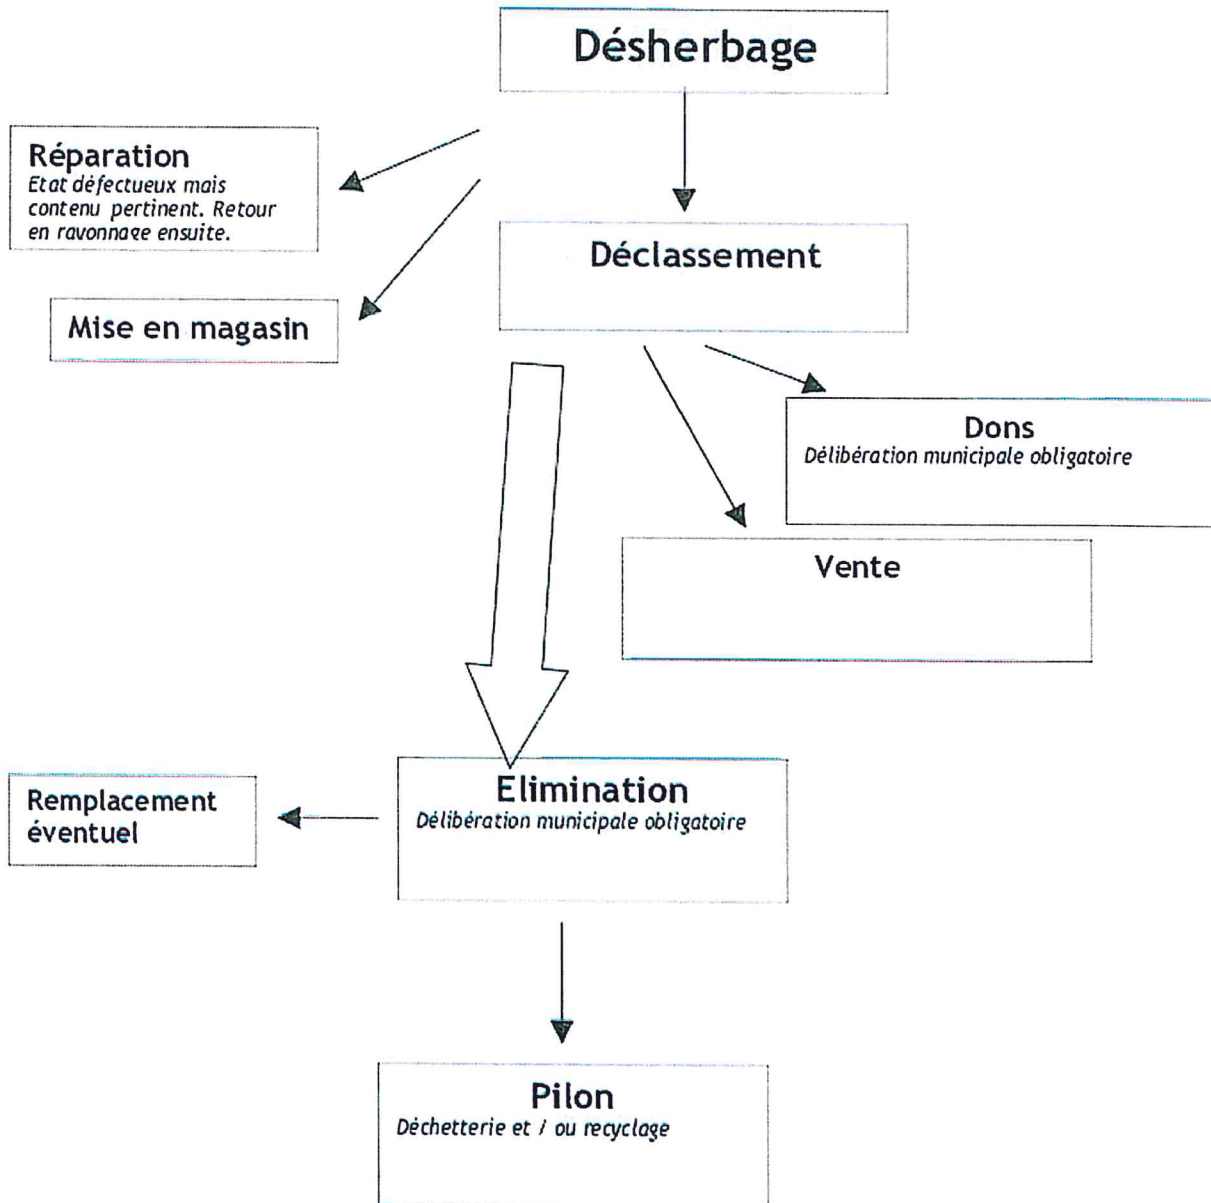 Désherbage
Réparation
Etat défectueux mais
contenu pertinent. Retour
en rayonnage ensuite.
Déclassement
Mise en magasin
Dons
Délibération municipale obligatoire
Vente
Elimination
Délibération municipale obligatoire
Remplacement
éventuel
Pilon
Déchetterie et / ou recyclage